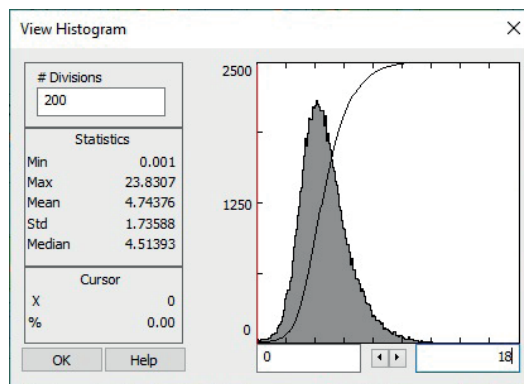 View Histogram
# Divisions
200
Statistics
Min 0.001
Max 23.8307
Mean 4.74376
Std 1.73588
Median 4.51393
Cursor
X 0
% 0.00
OK Help
2500
1250
0
0 18